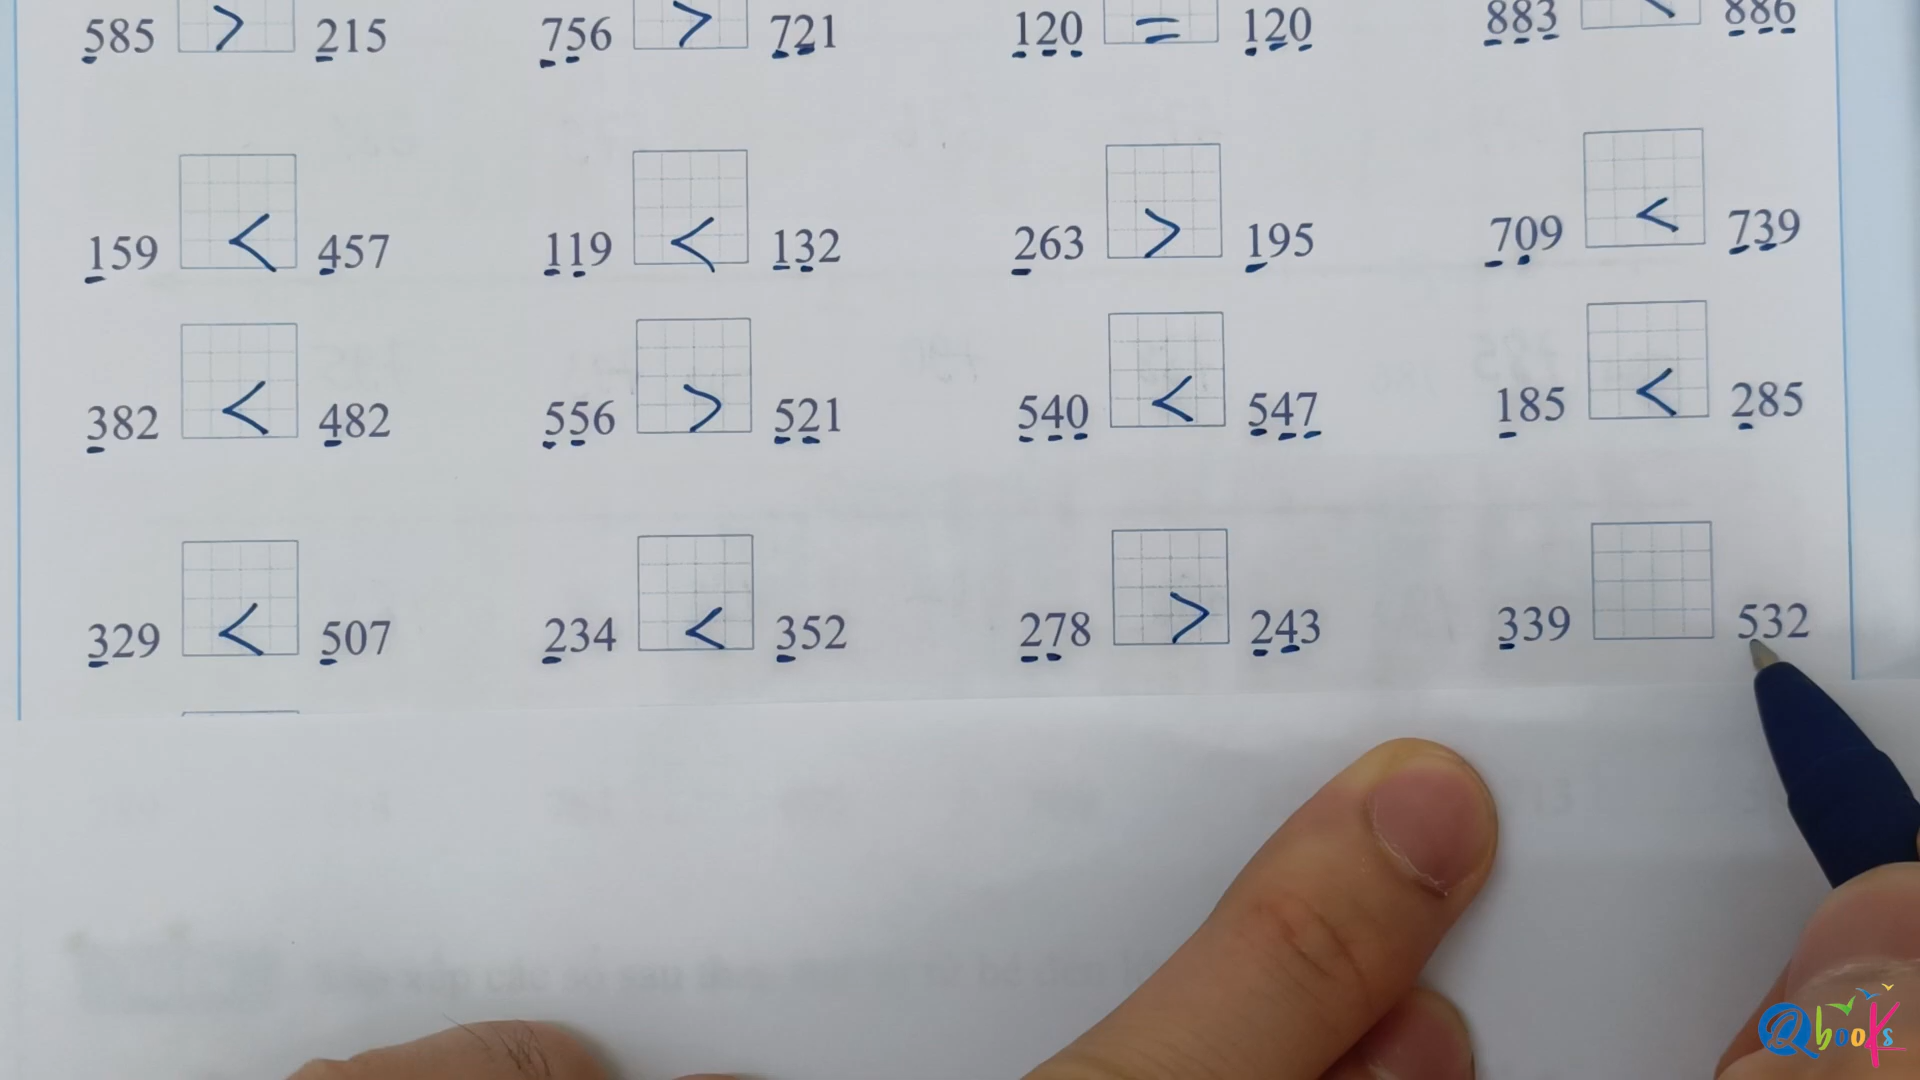 585 > 215 756 > 721 120 = 120 883 < 886
159 < 457 119 < 132 263 > 195 709 < 739
382 < 482 556 > 521 540 < 547 185 < 285
329 < 507 234 < 352 278 > 243 339 532
Qbooks